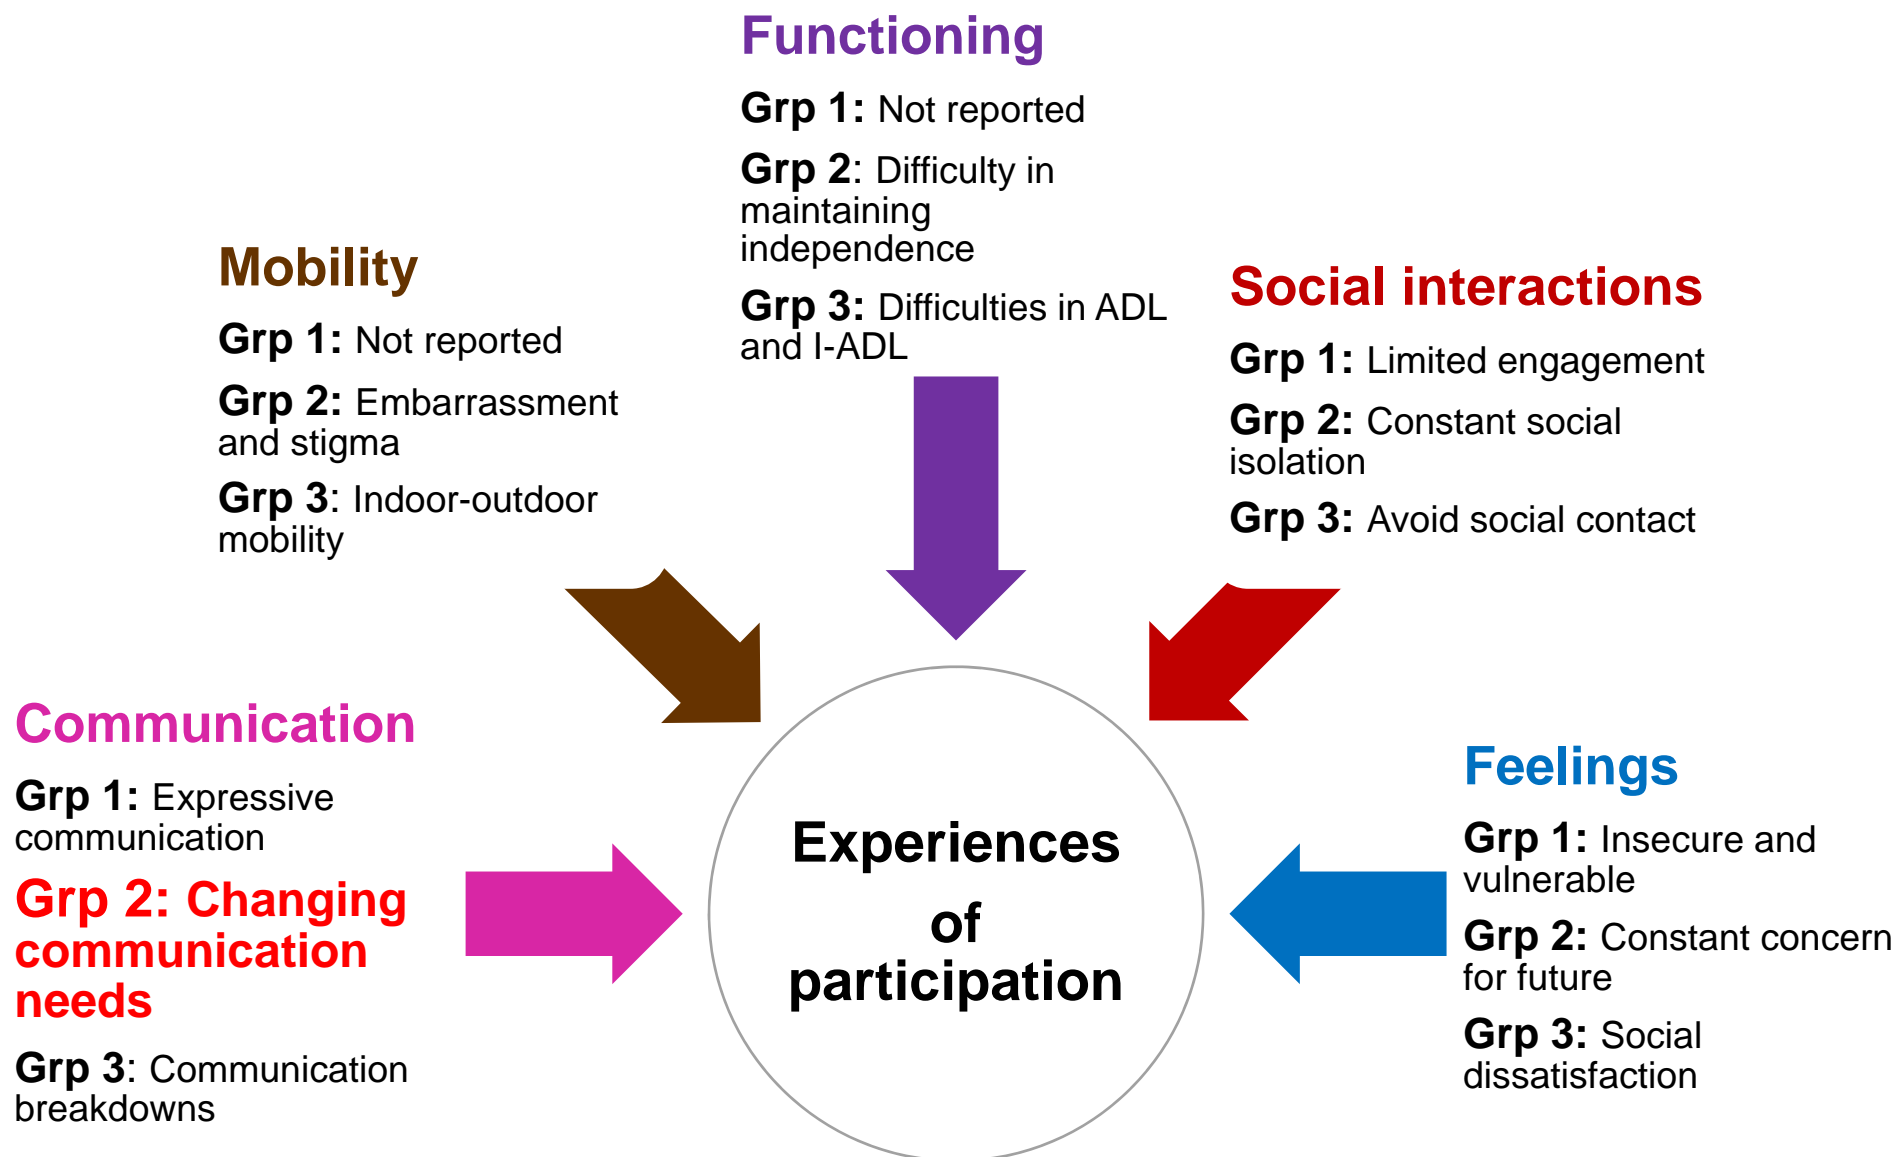 Functioning
Grp 1: Not reported
Grp 2: Difficulty in
maintaining
independence
Grp 3: Difficulties in ADL
and I-ADL
Mobility
Grp 1: Not reported
Grp 2: Embarrassment
and stigma
Grp 3: Indoor-outdoor
mobility
Social interactions
Grp 1: Limited engagement
Grp 2: Constant social
isolation
Grp 3: Avoid social contact
Communication
Grp 1: Expressive
communication
Grp 2: Changing
communication
needs
Grp 3: Communication
breakdowns
Experiences
of
participation
Feelings
Grp 1: Insecure and
vulnerable
Grp 2: Constant concern
for future
Grp 3: Social
dissatisfaction